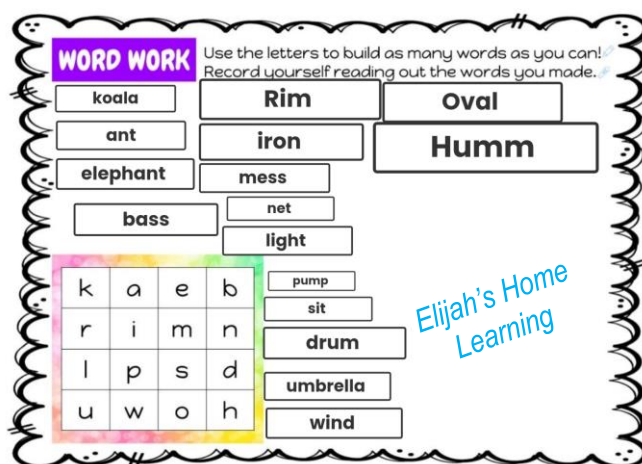 WORD WORK
Use the letters to build as many words as you can!
Record yourself reading out the words you made.
koala
Rim
Oval
ant
iron
Humm
elephant
mess
bass
net
light
k a e b
r i m n
l p s d
u w o h
pump
sit
drum
umbrella
wind
Elijah's Home
Learning